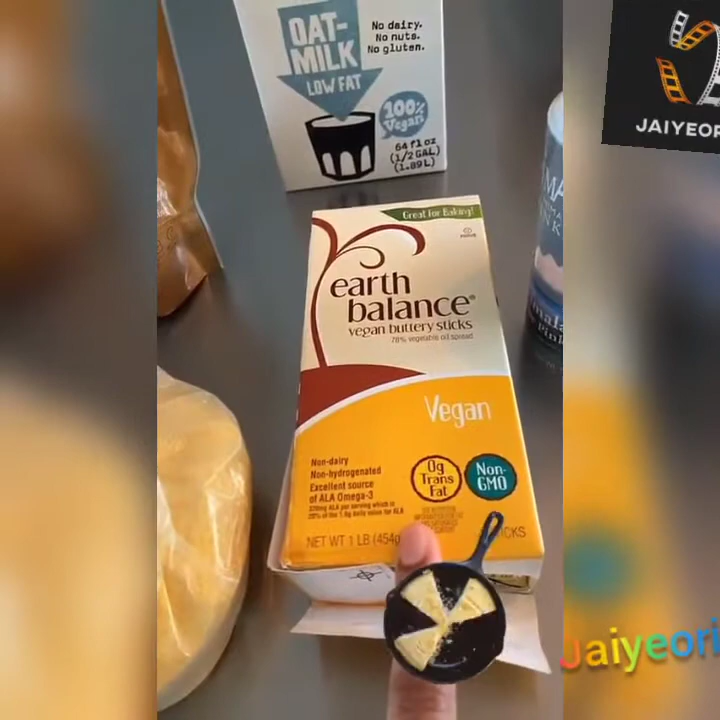 OAT-
MILK
LOW FAT
No dairy.
No nuts.
No gluten.
100%
Vegan!
64 fl oz
(1/2 GAL)
(1.89L)
JAIYEOR
Great for Baking!
earth
balance®
vegan buttery sticks
78% vegetable oil spread
Vegan
Non-dairy
Non-hydrogenated
Excellent source
of ALA Omega-3
0g
Trans
Fat
Non-
GMO
NET WT 1 LB (454g
Jaiyeori